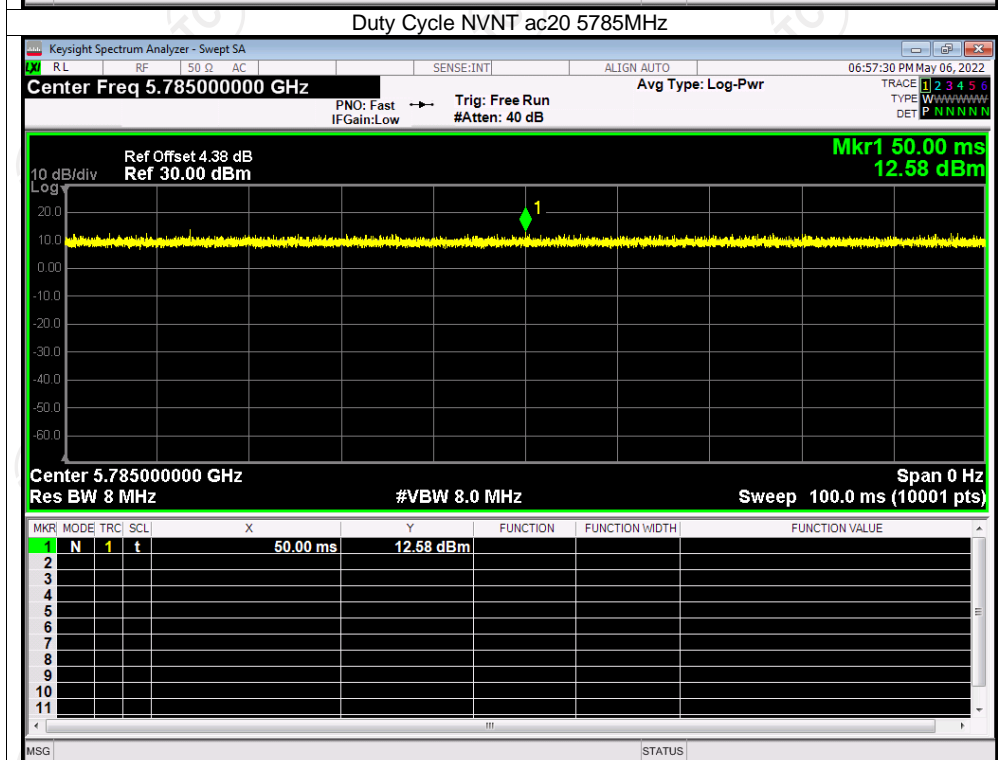 Duty Cycle NVNT ac20 5785MHz
Keysight Spectrum Analyzer - Swept SA
LXI RL RF 50 Ω AC SENSE:INT ALIGN AUTO 06:57:30 PM May 06, 2022
Center Freq 5.785000000 GHz Avg Type: Log-Pwr TRACE 1 2 3 4 5 6
PNO: Fast Trig: Free Run TYPE WWWWWW
IFGain:Low #Atten: 40 dB DET P N N N N N
Mkr1 50.00 ms
Ref Offset 4.38 dB
10 dB/div Ref 30.00 dBm 12.58 dBm
Log
20.0
1
10.0
0.00
-10.0
-20.0
-30.0
-40.0
-50.0
-60.0
Center 5.785000000 GHz Span 0 Hz
Res BW 8 MHz #VBW 8.0 MHz Sweep 100.0 ms (10001 pts)
MKR MODE TRC SCL X Y FUNCTION FUNCTION WIDTH FUNCTION VALUE
1 N 1 t 50.00 ms 12.58 dBm
2
3
4
5
6
7
8
9
10
11
MSG STATUS